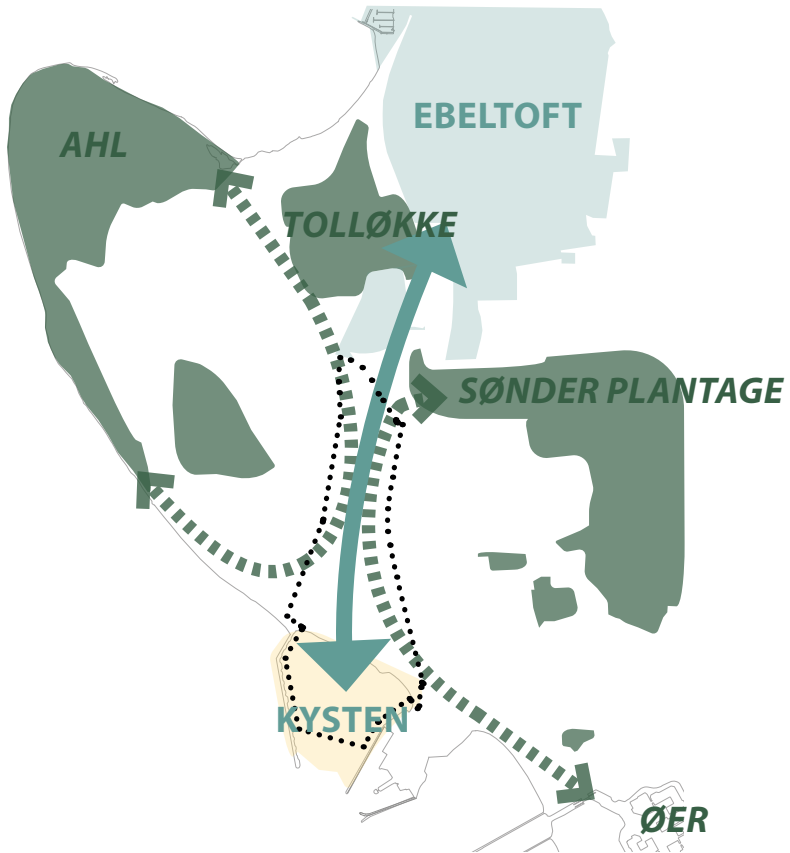 EBELTOFT
AHL
TOLLØKKE
SØNDER PLANTAGE
KYSTEN
ØER